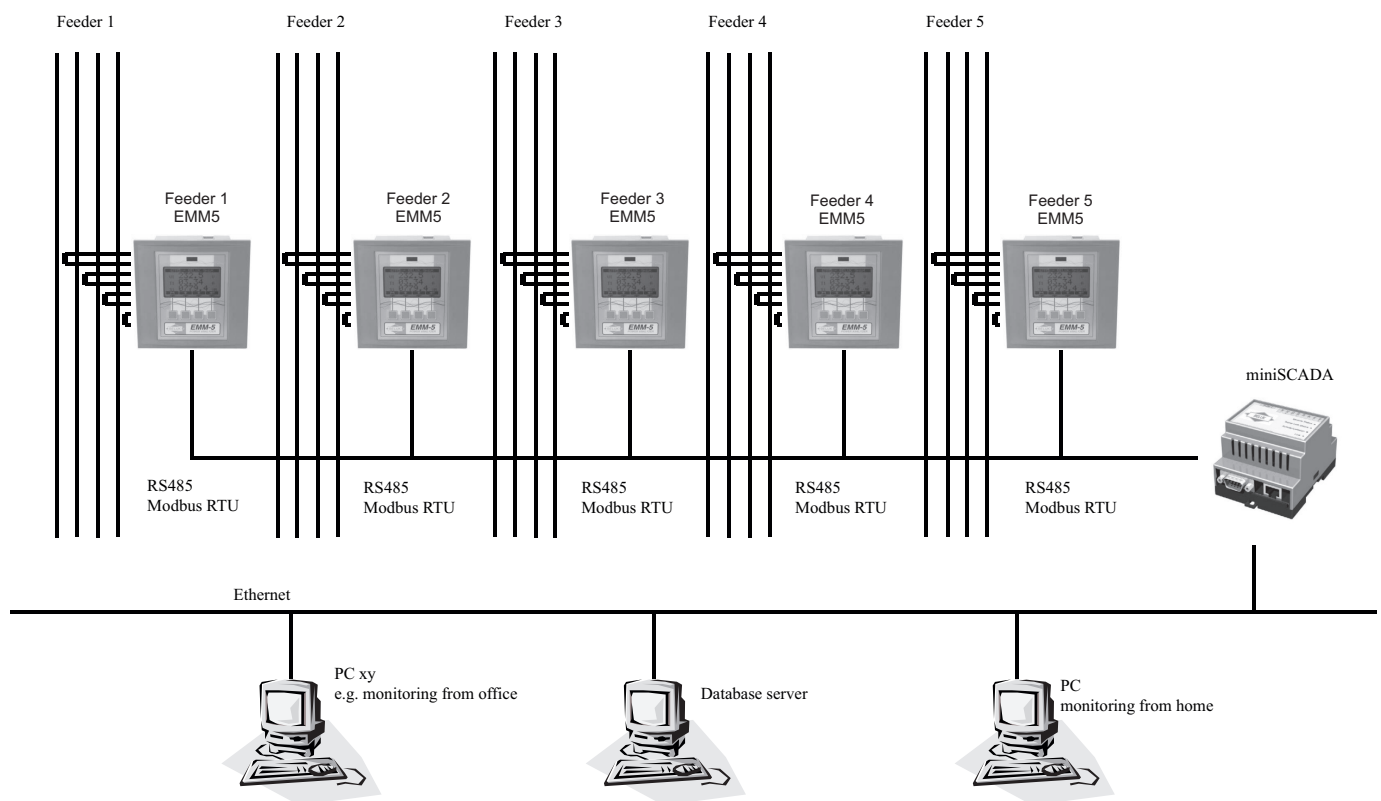 Feeder 1
Feeder 2
Feeder 3
Feeder 4
Feeder 5
Feeder 1
EMM5
Feeder 2
EMM5
Feeder 3
EMM5
Feeder 4
EMM5
Feeder 5
EMM5
EMM-5
EMM-5
EMM-5
EMM-5
EMM-5
miniSCADA
RS485
Modbus RTU
RS485
Modbus RTU
RS485
Modbus RTU
RS485
Modbus RTU
RS485
Modbus RTU
Ethernet
PC xy
e.g. monitoring from office
Database server
PC
monitoring from home